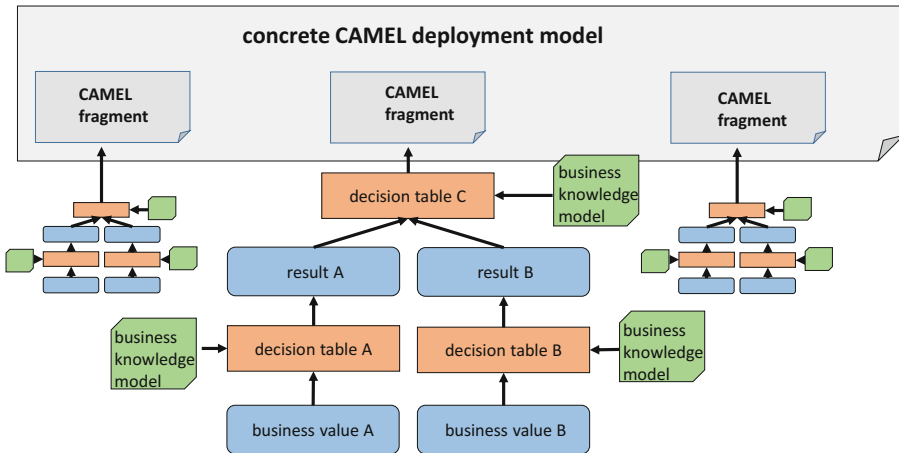 concrete CAMEL deployment model
CAMEL
fragment
CAMEL
fragment
CAMEL
fragment
decision table C
business
knowledge
model
result A
result B
business
knowledge
model
decision table A
decision table B
business
knowledge
model
business value A
business value B